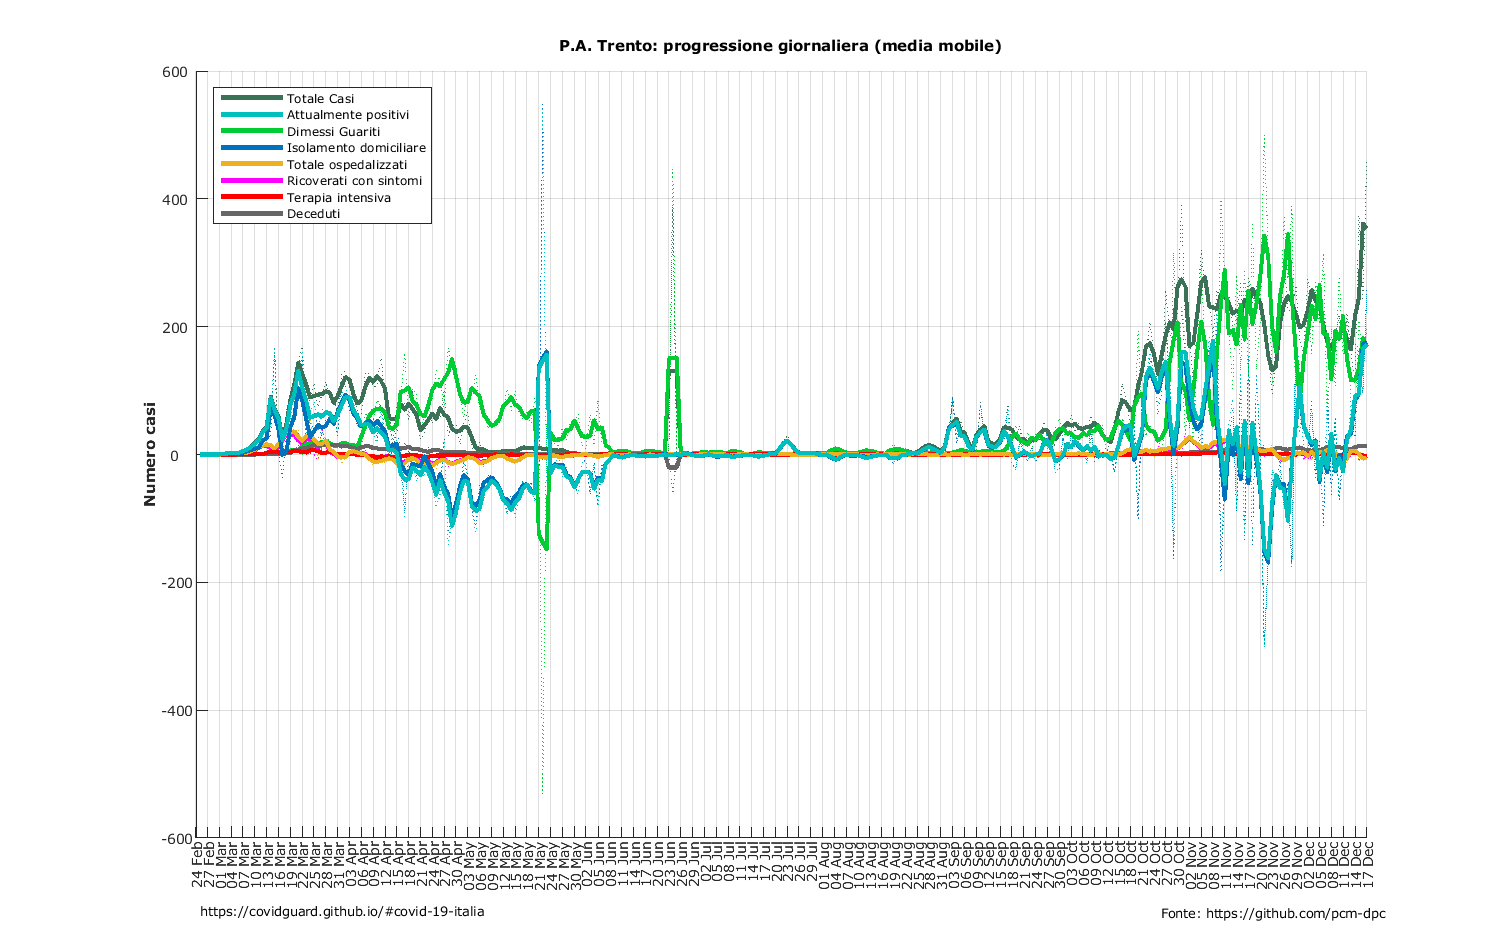 P.A. Trento: progressione giornaliera (media mobile)
Totale Casi
Attualmente positivi
Dimessi Guariti
Isolamento domiciliare
Totale ospedalizzati
Ricoverati con sintomi
Terapia intensiva
Deceduti
Numero casi
600
400
200
0
-200
-400
-600
24 Feb
27 Feb
01 Mar
04 Mar
07 Mar
10 Mar
13 Mar
16 Mar
19 Mar
22 Mar
25 Mar
28 Mar
31 Mar
03 Apr
06 Apr
09 Apr
12 Apr
15 Apr
18 Apr
21 Apr
24 Apr
27 Apr
30 Apr
03 May
06 May
09 May
12 May
15 May
18 May
21 May
24 May
27 May
30 May
02 Jun
05 Jun
08 Jun
11 Jun
14 Jun
17 Jun
20 Jun
23 Jun
26 Jun
29 Jun
02 Jul
05 Jul
08 Jul
11 Jul
14 Jul
17 Jul
20 Jul
23 Jul
26 Jul
29 Jul
01 Aug
04 Aug
07 Aug
10 Aug
13 Aug
16 Aug
19 Aug
22 Aug
25 Aug
28 Aug
31 Aug
03 Sep
06 Sep
09 Sep
12 Sep
15 Sep
18 Sep
21 Sep
24 Sep
27 Sep
30 Sep
03 Oct
06 Oct
09 Oct
12 Oct
15 Oct
18 Oct
21 Oct
24 Oct
27 Oct
30 Oct
02 Nov
05 Nov
08 Nov
11 Nov
14 Nov
17 Nov
20 Nov
23 Nov
26 Nov
29 Nov
02 Dec
05 Dec
08 Dec
11 Dec
14 Dec
17 Dec
https://covidguard.github.io/#covid-19-italia
Fonte: https://github.com/pcm-dpc